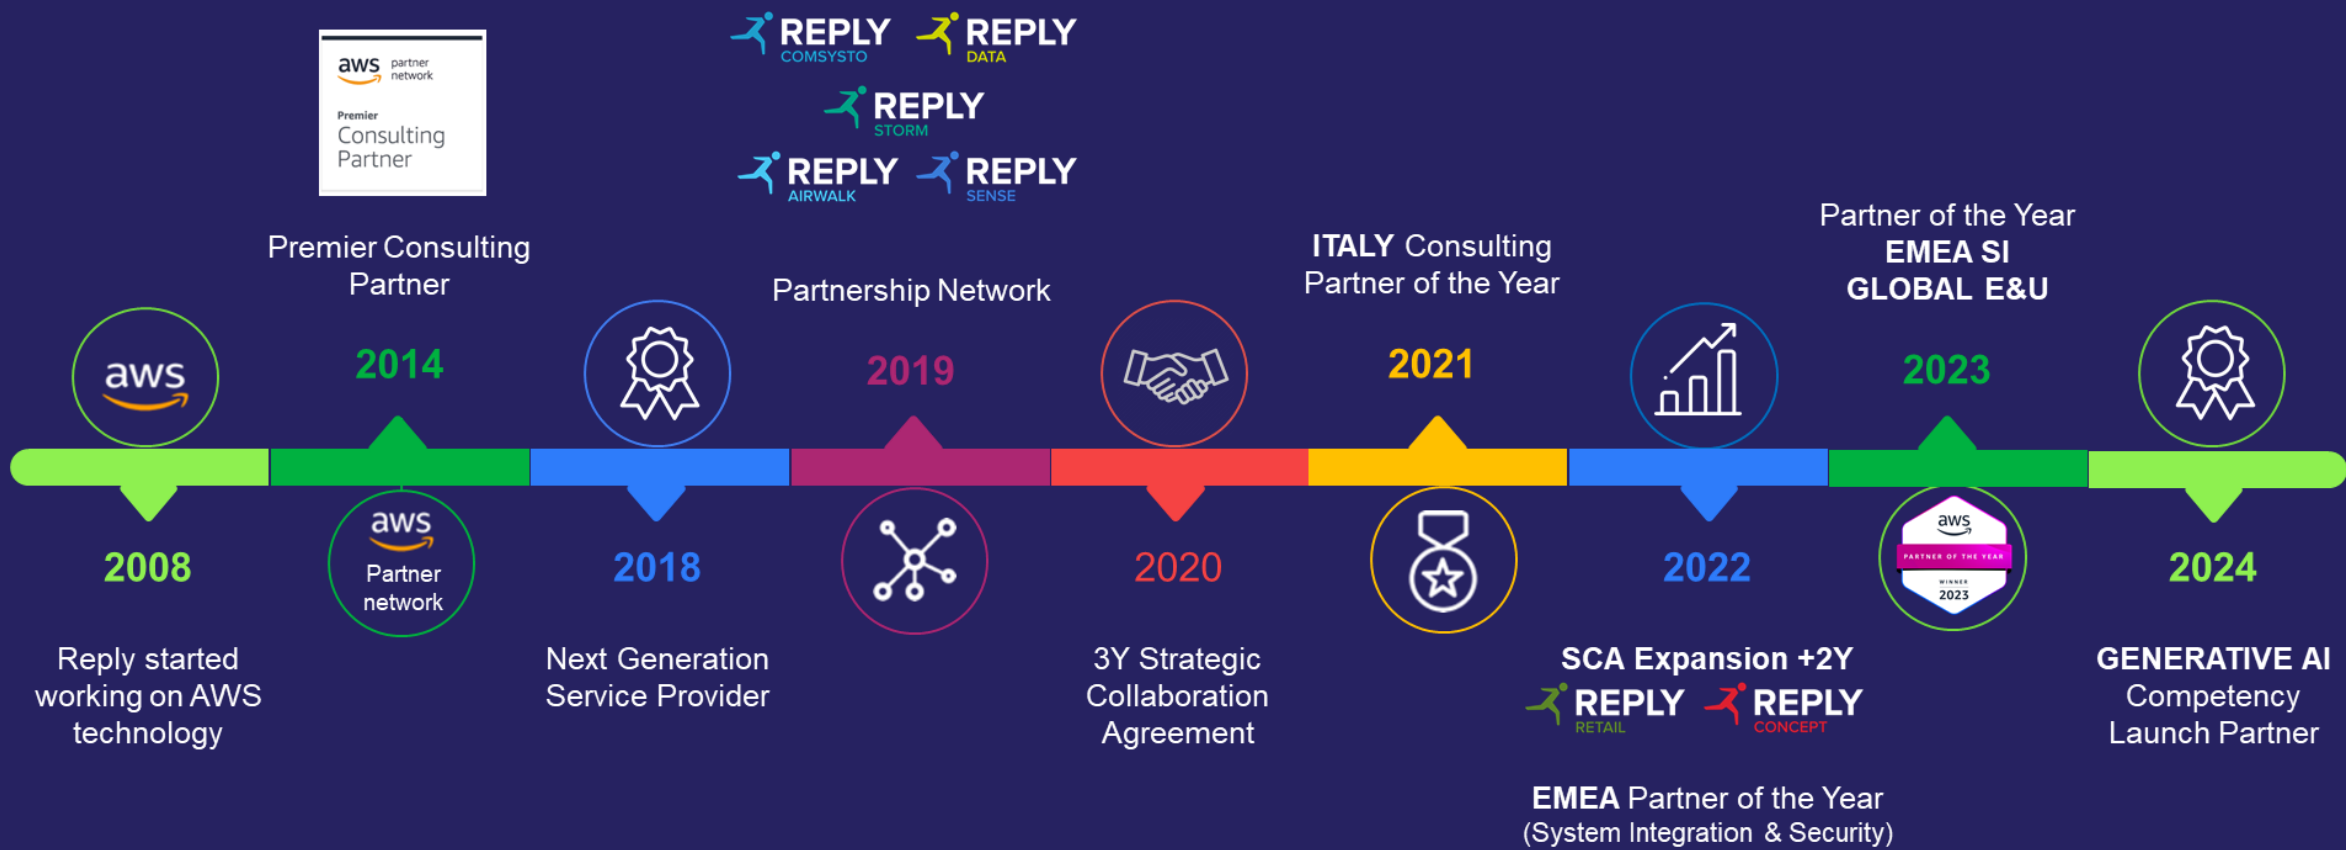 aws partner
network
Premier
Consulting
Partner
REPLY
COMSYSTO
REPLY
DATA
REPLY
STORM
REPLY
AIRWALK
REPLY
SENSE
aws
2008
Reply started
working on AWS
technology
Premier Consulting
Partner
2014
aws
Partner
network
2018
Next Generation
Service Provider
Partnership Network
2019
2020
3Y Strategic
Collaboration
Agreement
ITALY Consulting
Partner of the Year
2021
2022
SCA Expansion +2Y
REPLY
RETAIL
REPLY
CONCEPT
EMEA Partner of the Year
(System Integration & Security)
Partner of the Year
EMEA SI
GLOBAL E&U
2023
aws
PARTNER OF THE YEAR
WINNER
2023
2024
GENERATIVE AI
Competency
Launch Partner